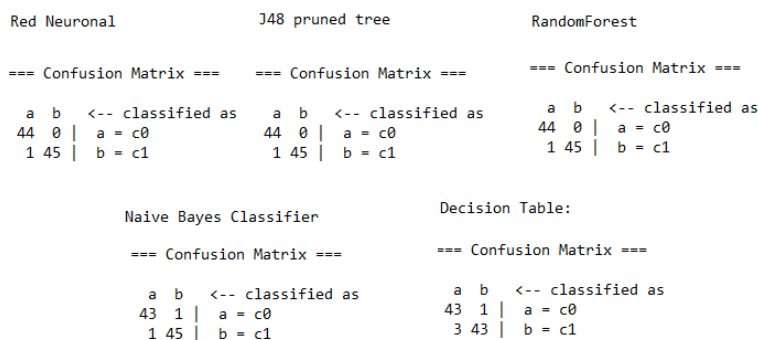 Red Neuronal
=== Confusion Matrix ===
a b <-- classified as
44 0 | a = c0
1 45 | b = c1
J48 pruned tree
=== Confusion Matrix ===
a b <-- classified as
44 0 | a = c0
1 45 | b = c1
RandomForest
=== Confusion Matrix ===
a b <-- classified as
44 0 | a = c0
1 45 | b = c1
Naive Bayes Classifier
=== Confusion Matrix ===
a b <-- classified as
43 1 | a = c0
1 45 | b = c1
Decision Table:
=== Confusion Matrix ===
a b <-- classified as
43 1 | a = c0
3 43 | b = c1